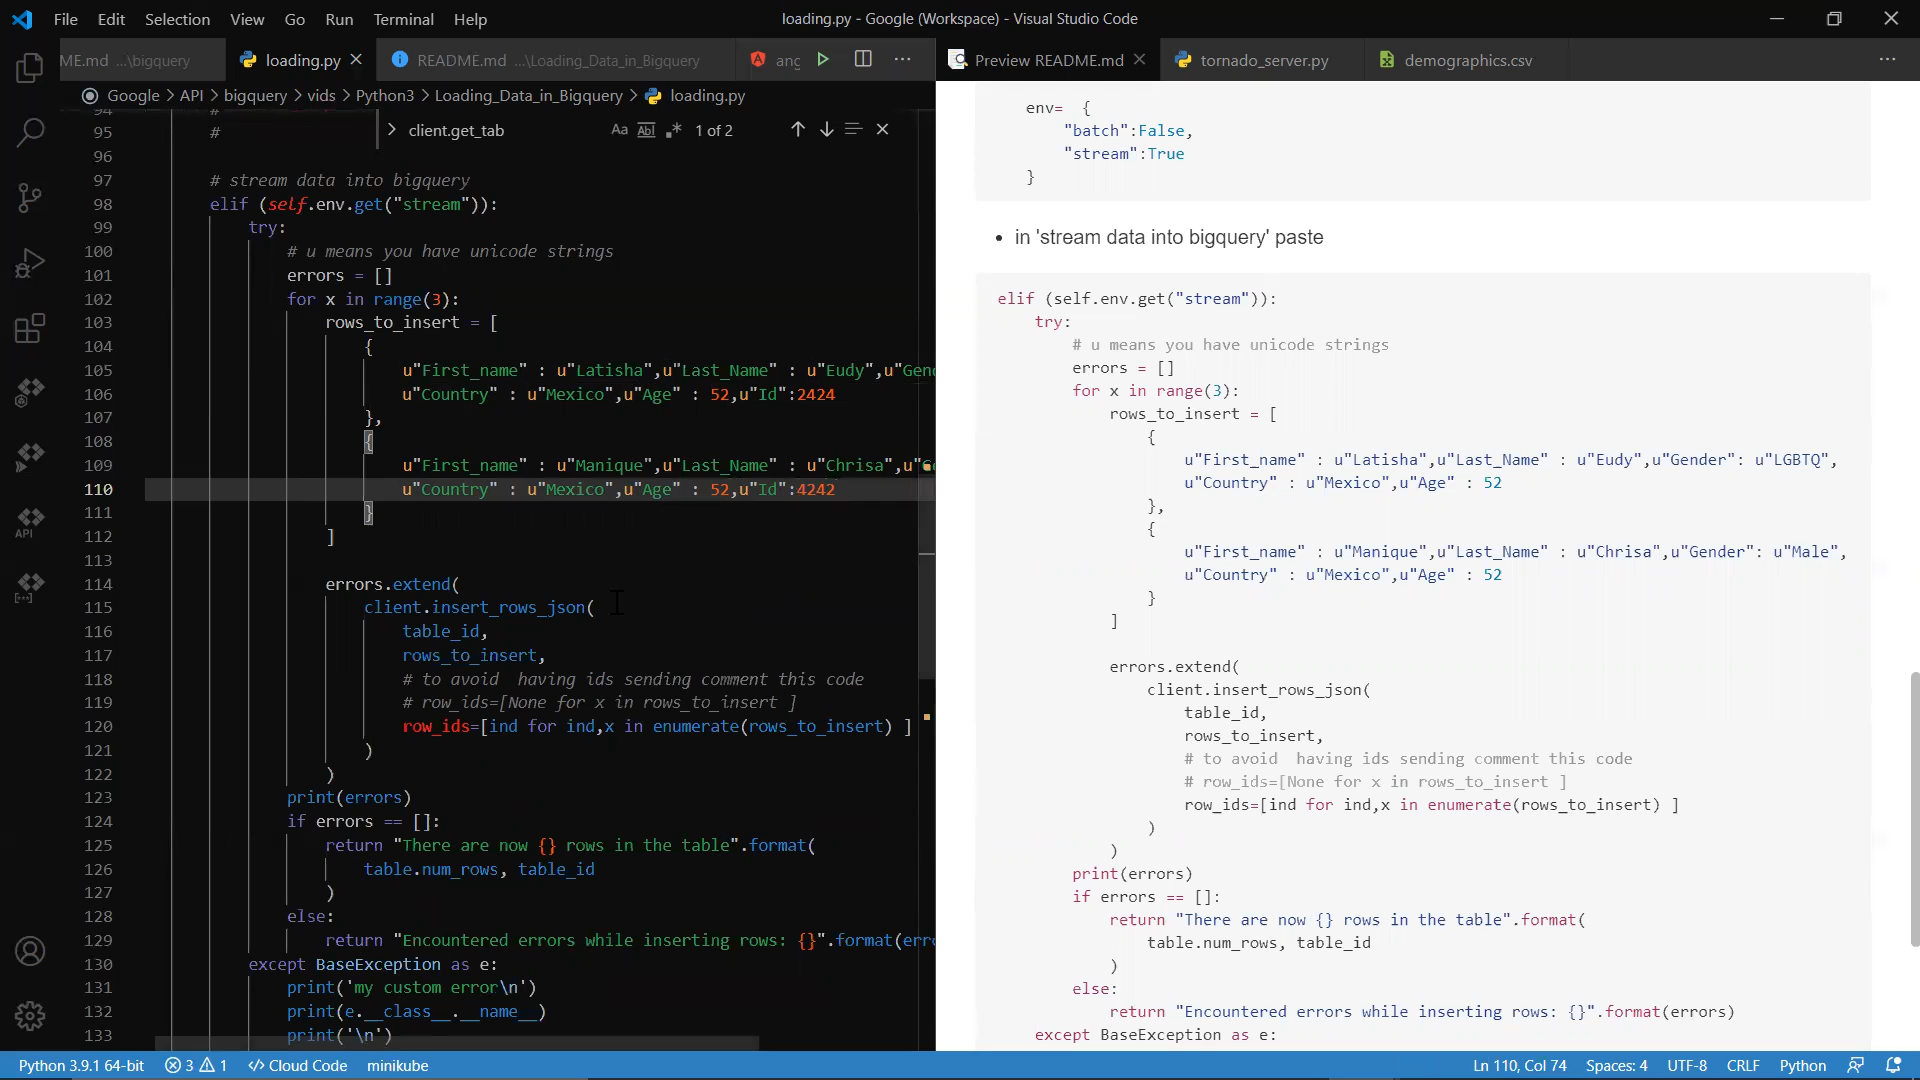 File Edit Selection View Go Run Terminal Help
loading.py - Google (Workspace) - Visual Studio Code
ME.md ...\bigquery
loading.py
README.md ...\Loading_Data_in_Bigquery
ang
Preview README.md
tornado_server.py
demographics.csv
Google > API > bigquery > vids > Python3 > Loading_Data_in_Bigquery > loading.py
client.get_tab
Aa Abl .* 1 of 2
94 #
95 #
96
97 # stream data into bigquery
98 elif (self.env.get("stream")):
99 try:
100 # u means you have unicode strings
101 errors = []
102 for x in range(3):
103 rows_to_insert = [
104 {
105 u"First_name" : u"Latisha",u"Last_Name" : u"Eudy",u"Gen
106 u"Country" : u"Mexico",u"Age" : 52,u"Id":2424
107 },
108 {
109 u"First_name" : u"Manique",u"Last_Name" : u"Chrisa",u"Ge
110 u"Country" : u"Mexico",u"Age" : 52,u"Id":4242
111 }
112 ]
113
114 errors.extend(
115 client.insert_rows_json(
116 table_id,
117 rows_to_insert,
118 # to avoid  having ids sending comment this code
119 # row_ids=[None for x in rows_to_insert ]
120 row_ids=[ind for ind,x in enumerate(rows_to_insert) ]
121 )
122 )
123 print(errors)
124 if errors == []:
125 return "There are now {} rows in the table".format(
126 table.num_rows, table_id
127 )
128 else:
129 return "Encountered errors while inserting rows: {}".format(erro
130 except BaseException as e:
131 print('my custom error\n')
132 print(e.__class__.__name__)
133 print('\n')
env=  {
"batch":False,
"stream":True
}
• in 'stream data into bigquery' paste
elif (self.env.get("stream")):
try:
# u means you have unicode strings
errors = []
for x in range(3):
rows_to_insert = [
{
u"First_name" : u"Latisha",u"Last_Name" : u"Eudy",u"Gender": u"LGBTQ",
u"Country" : u"Mexico",u"Age" : 52
},
{
u"First_name" : u"Manique",u"Last_Name" : u"Chrisa",u"Gender": u"Male",
u"Country" : u"Mexico",u"Age" : 52
}
]
errors.extend(
client.insert_rows_json(
table_id,
rows_to_insert,
# to avoid  having ids sending comment this code
# row_ids=[None for x in rows_to_insert ]
row_ids=[ind for ind,x in enumerate(rows_to_insert) ]
)
)
print(errors)
if errors == []:
return "There are now {} rows in the table".format(
table.num_rows, table_id
)
else:
return "Encountered errors while inserting rows: {}".format(errors)
except BaseException as e:
API
Python 3.9.1 64-bit 3 1 Cloud Code minikube
Ln 110, Col 74 Spaces: 4 UTF-8 CRLF Python